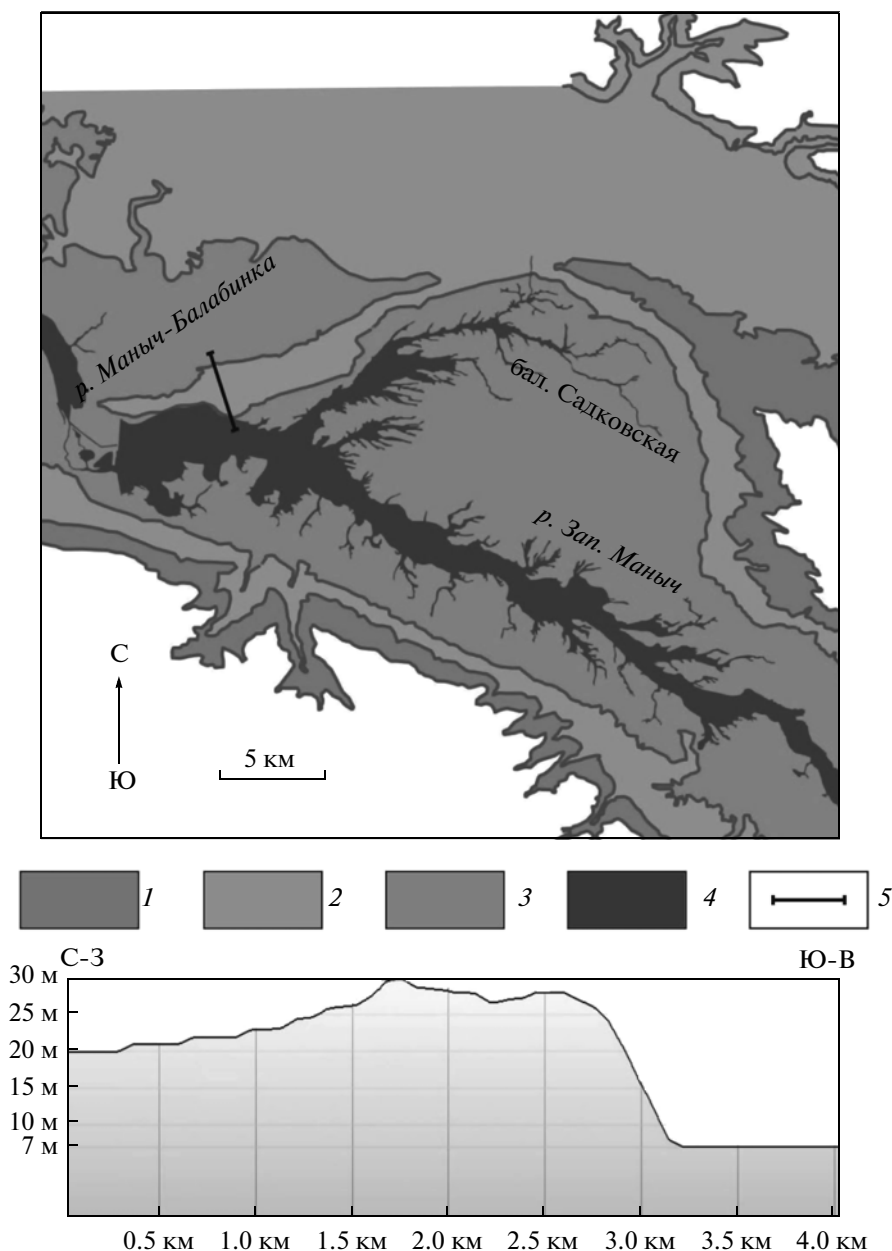 р. Маныч-Балабинка
бал. Садковская
р. Зап. Маныч
С
Ю
5 км
1 2 3 4 5
С-З Ю-В
30 м
25 м
20 м
15 м
10 м
7 м
0.5 км 1.0 км 1.5 км 2.0 км 2.5 км 3.0 км 3.5 км 4.0 км